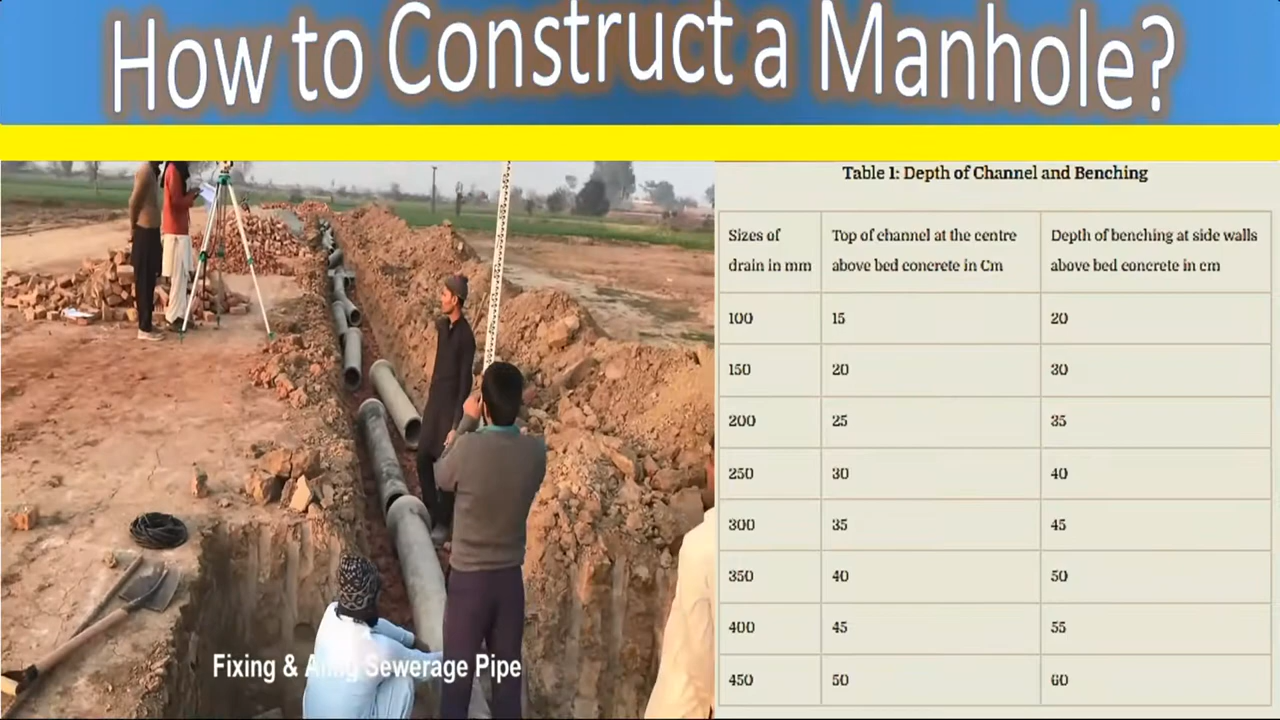 How to Construct a Manhole?
Table 1: Depth of Channel and Benching
Sizes of drain in mm
Top of channel at the centre above bed concrete in Cm
Depth of benching at side walls above bed concrete in cm
100 15 20
150 20 30
200 25 35
250 30 40
300 35 45
350 40 50
400 45 55
450 50 60
Fixing & Sewerage Pipe